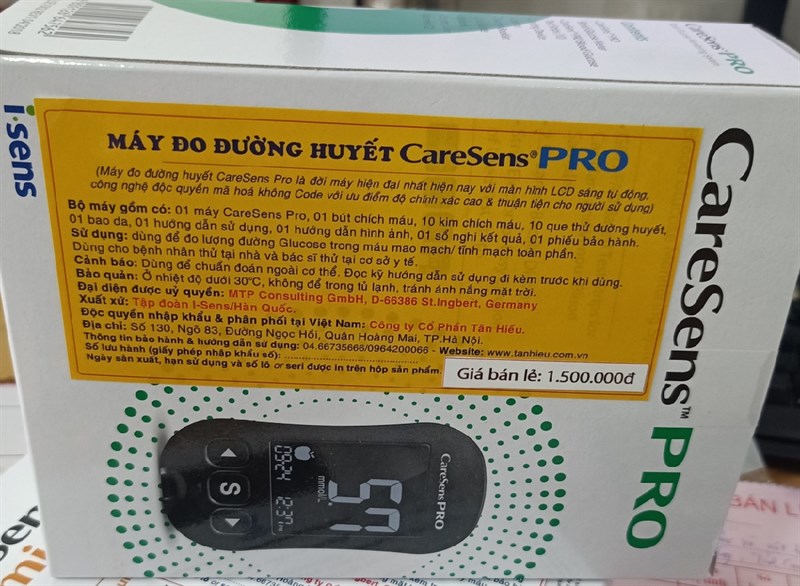 CareSens PRO
Contents
i·sens
MÁY ĐO ĐƯỜNG HUYẾT CareSens® PRO
(Máy đo đường huyết CareSens Pro là đời máy hiện đại nhất hiện nay với màn hình LCD sáng tự động,
công nghệ độc quyền mã hoá không Code với ưu điểm độ chính xác cao & thuận tiện cho người sử dụng)
Bộ máy gồm có: 01 máy CareSens Pro, 01 bút chích máu, 10 kim chích máu, 10 que thử đường huyết,
01 bao da, 01 hướng dẫn sử dụng, 01 hướng dẫn hình ảnh, 01 sổ nghi kết quả, 01 phiếu bảo hành.
Sử dụng: dùng để đo lượng đường Glucose trong máu mao mạch/ tĩnh mạch toàn phần.
Dùng cho bệnh nhân thử tại nhà và bác sĩ thử tại cơ sở y tế.
Cảnh báo: Dùng để chuẩn đoán ngoài cơ thể. Đọc kỹ hướng dẫn sử dụng đi kèm trước khi dùng.
Bảo quản: Ở nhiệt độ dưới 30°C, không để trong tủ lạnh, tránh ánh nắng mặt trời.
Đại diện được uỷ quyền: MTP Consulting GmbH, D-66386 St.Ingbert, Germany
Xuất xứ: Tập đoàn I-Sens/Hàn Quốc.
Độc quyền nhập khẩu & phân phối tại Việt Nam: Công ty Cổ Phần Tân Hiếu.
Địa chỉ: Số 130, Ngõ 83, Đường Ngọc Hồi, Quận Hoàng Mai, TP.Hà Nội.
Thông tin bảo hành & hướng dẫn sử dụng: 04.66735666/0964200066 - Website: www.tanhieu.com.vn
Số lưu hành (giấy phép nhập khẩu số): ........................
Ngày sản xuất, hạn sử dụng và số lô or seri được in trên hộp sản phẩm.
Giá bán lẻ: 1.500.000đ
CareSens™ PRO
CareSens PRO
mmol/L
S
BÁN L